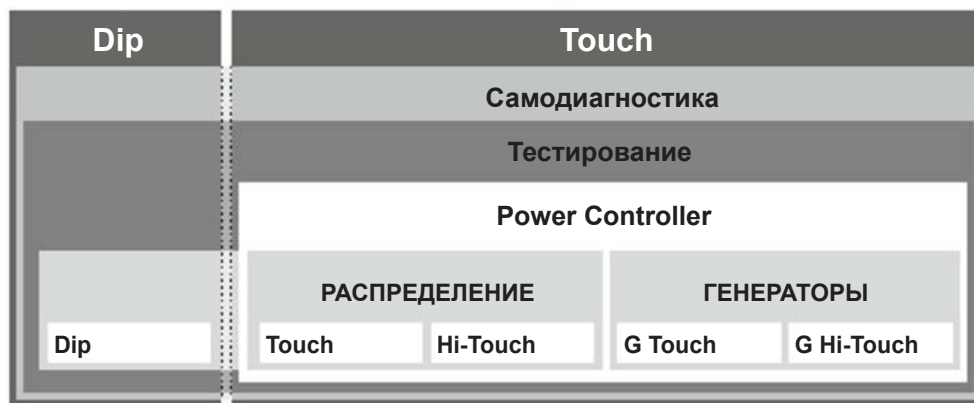 Dip Touch
Самодиагностика
Тестирование
Power Controller
РАСПРЕДЕЛЕНИЕ ГЕНЕРАТОРЫ
Dip Touch Hi-Touch G Touch G Hi-Touch